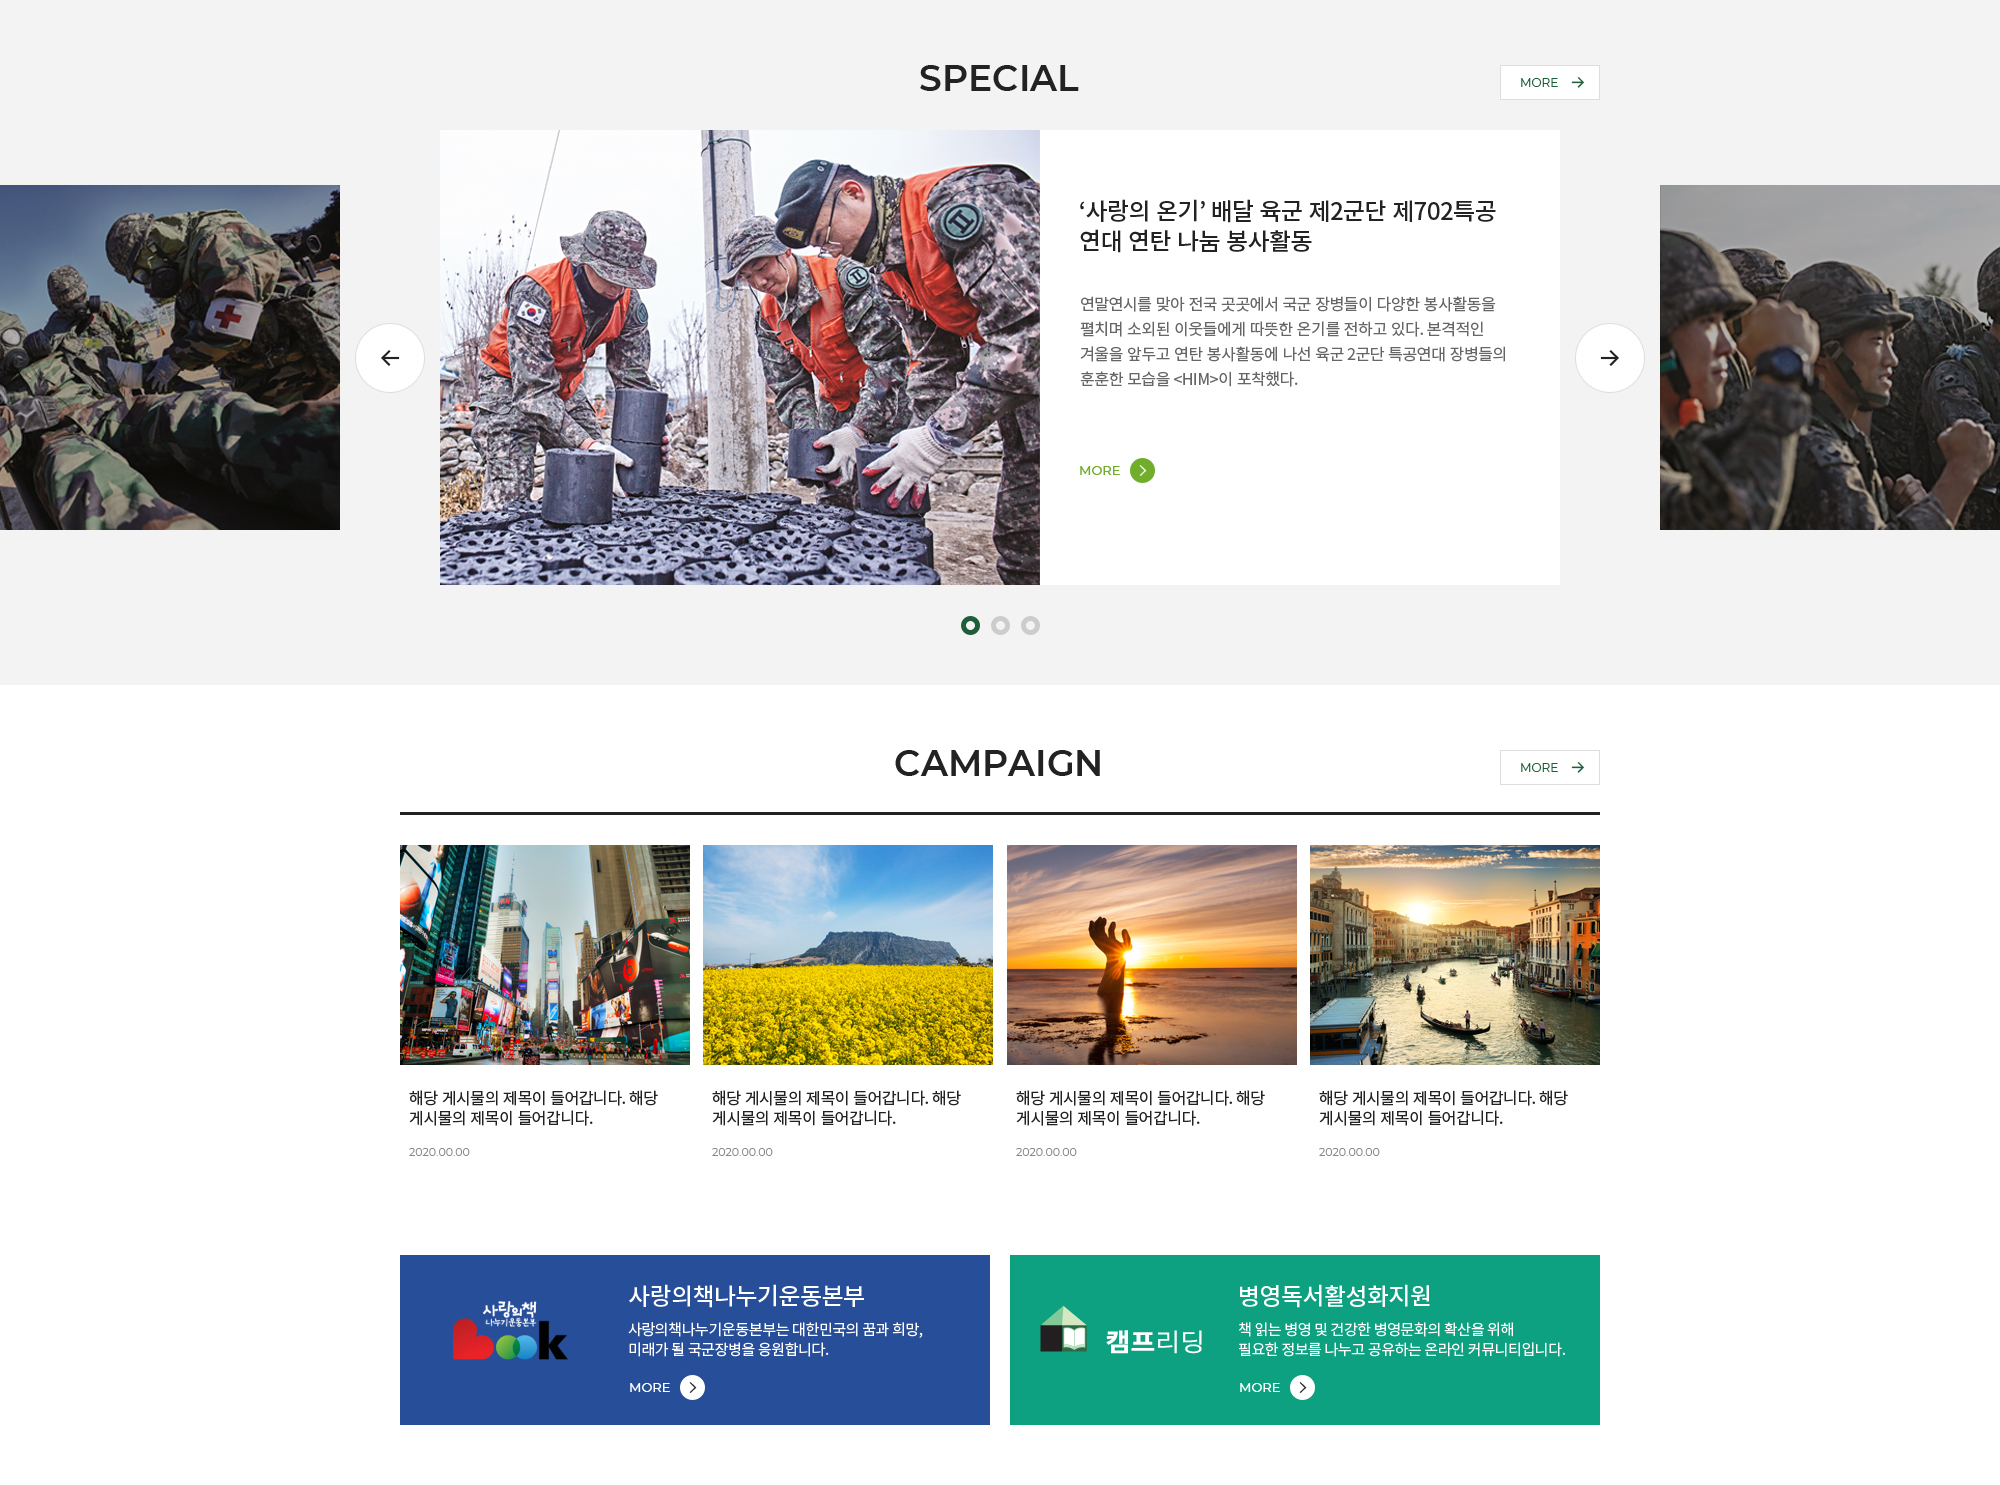 SPECIAL
MORE
‘사랑의 온기’ 배달 육군 제2군단 제702특공
연대 연탄 나눔 봉사활동
연말연시를 맞아 전국 곳곳에서 국군 장병들이 다양한 봉사활동을
펼치며 소외된 이웃들에게 따뜻한 온기를 전하고 있다. 본격적인
겨울을 앞두고 연탄 봉사활동에 나선 육군 2군단 특공연대 장병들의
훈훈한 모습을 <HIM>이 포착했다.
MORE
CAMPAIGN
MORE
해당 게시물의 제목이 들어갑니다. 해당
게시물의 제목이 들어갑니다.
2020.00.00
해당 게시물의 제목이 들어갑니다. 해당
게시물의 제목이 들어갑니다.
2020.00.00
해당 게시물의 제목이 들어갑니다. 해당
게시물의 제목이 들어갑니다.
2020.00.00
해당 게시물의 제목이 들어갑니다. 해당
게시물의 제목이 들어갑니다.
2020.00.00
사랑의책
나누기운동본부
book
사랑의책나누기운동본부
사랑의책나누기운동본부는 대한민국의 꿈과 희망,
미래가 될 국군장병을 응원합니다.
MORE
캠프리딩
병영독서활성화지원
책 읽는 병영 및 건강한 병영문화의 확산을 위해
필요한 정보를 나누고 공유하는 온라인 커뮤니티입니다.
MORE